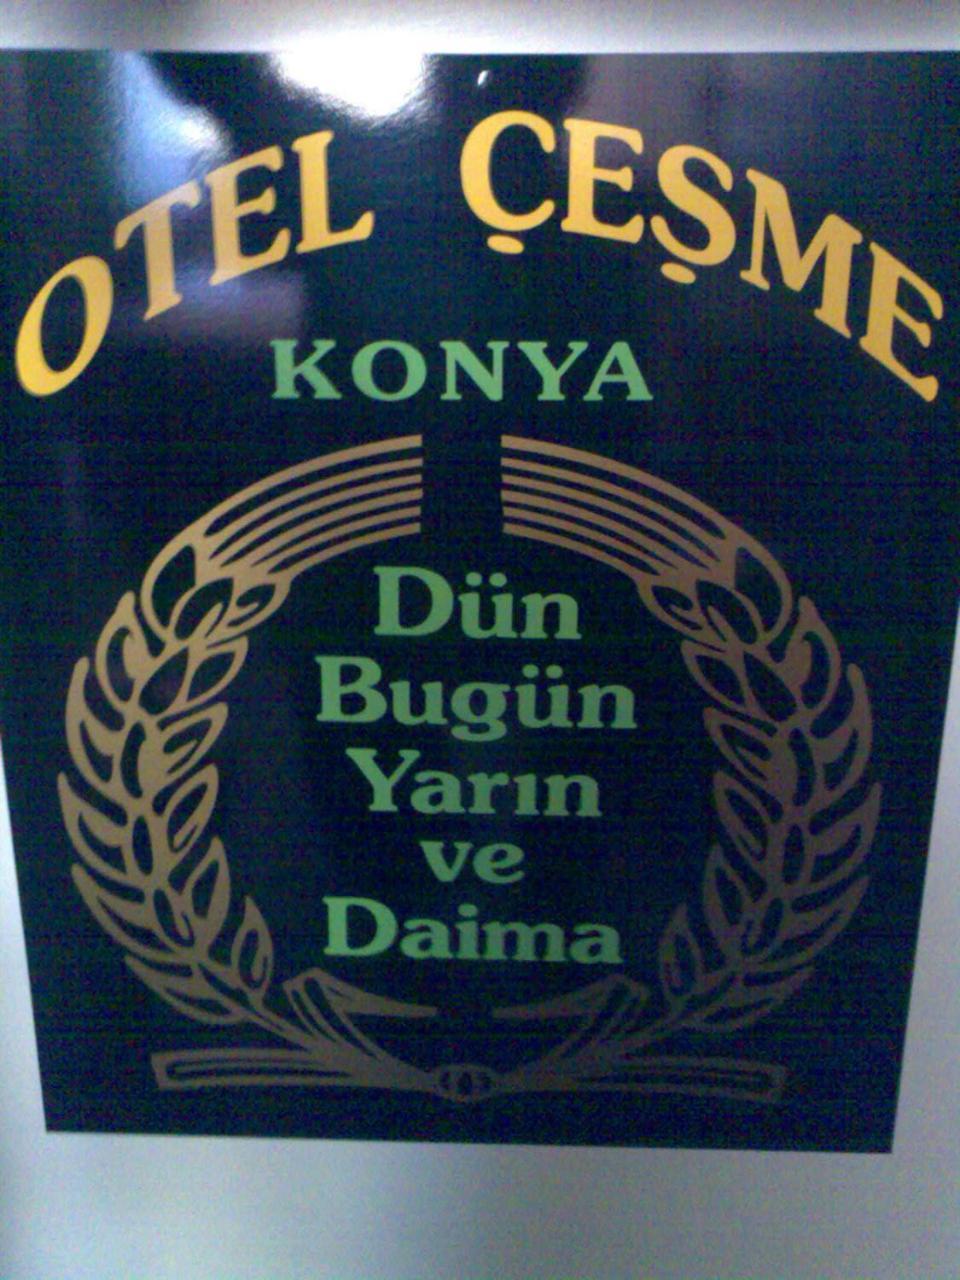 OTEL ÇEŞME
KONYA
Dün
Bugün
Yarın
ve
Daima